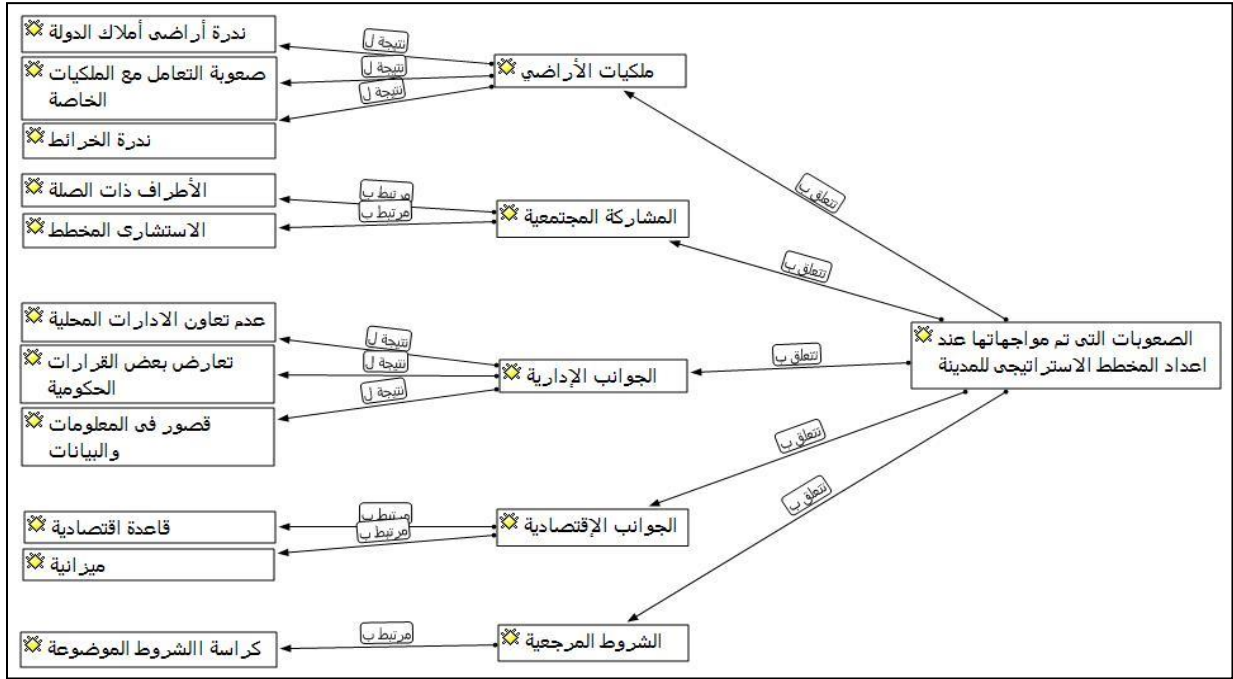 الصعوبات التى تم مواجهاتها عند
اعداد المخطط الاستراتيجى للمدينة
تتعلق ب
تتعلق ب
تتعلق ب
تتعلق ب
تتعلق ب
ملكيات الأراضي
نتيجة ل
نتيجة ل
نتيجة ل
ندرة أراضى أملاك الدولة
صعوبة التعامل مع الملكيات
الخاصة
ندرة الخرائط
المشاركة المجتمعية
مرتبط ب
مرتبط ب
الأطراف ذات الصلة
الاستشارى المخطط
الجوانب الإدارية
نتيجة ل
نتيجة ل
نتيجة ل
عدم تعاون الادارات المحلية
تعارض بعض القرارات
الحكومية
قصور فى المعلومات
والبيانات
الجوانب الإقتصادية
مرتبط ب
مرتبط ب
قاعدة اقتصادية
ميزانية
الشروط المرجعية
مرتبط ب
كراسة االشروط الموضوعة